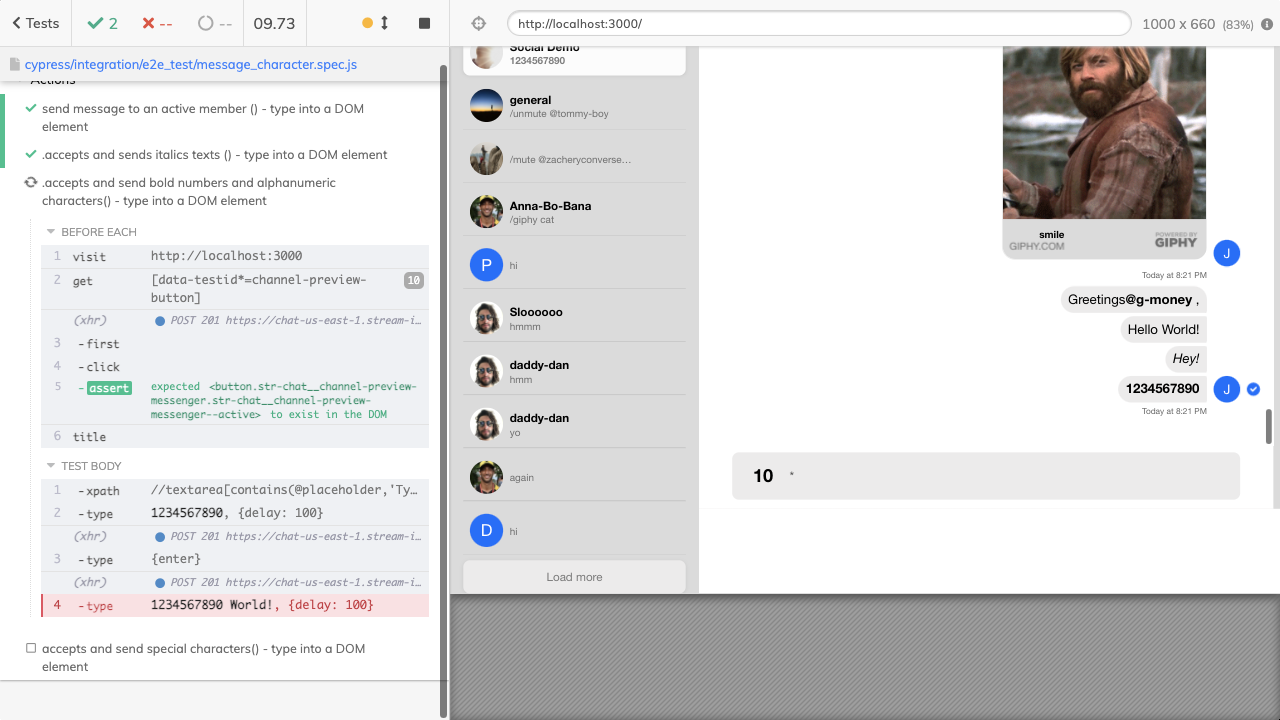 Tests
2
--
--
09.73
http://localhost:3000/
1000 x 660 (83%)
cypress/integration/e2e_test/message_character.spec.js
Actions
send message to an active member () - type into a DOM
element
.accepts and sends italics texts () - type into a DOM element
.accepts and send bold numbers and alphanumeric
characters() - type into a DOM element
BEFORE EACH
1 visit http://localhost:3000
2 get [data-testid*=channel-preview-
button] 10
(xhr) POST 201 https://chat-us-east-1.stream-i…
3 -first
4 -click
5 -assert expected <button.str-chat__channel-preview-
messenger.str-chat__channel-preview-
messenger--active> to exist in the DOM
6 title
TEST BODY
1 -xpath //textarea[contains(@placeholder,'Ty…
2 -type 1234567890, {delay: 100}
(xhr) POST 201 https://chat-us-east-1.stream-i…
3 -type {enter}
(xhr) POST 201 https://chat-us-east-1.stream-i…
4 -type 1234567890 World!, {delay: 100}
accepts and send special characters() - type into a DOM
element
Social Demo
1234567890
general
/unmute @tommy-boy
/mute @zacheryconverse...
Anna-Bo-Bana
/giphy cat
P
hi
Sloooooo
hmmm
daddy-dan
hmm
daddy-dan
yo
again
D
hi
Load more
smile
GIPHY.COM
POWERED BY
GIPHY
J
Today at 8:21 PM
Greetings@g-money ,
Hello World!
Hey!
1234567890
J
Today at 8:21 PM
10 *